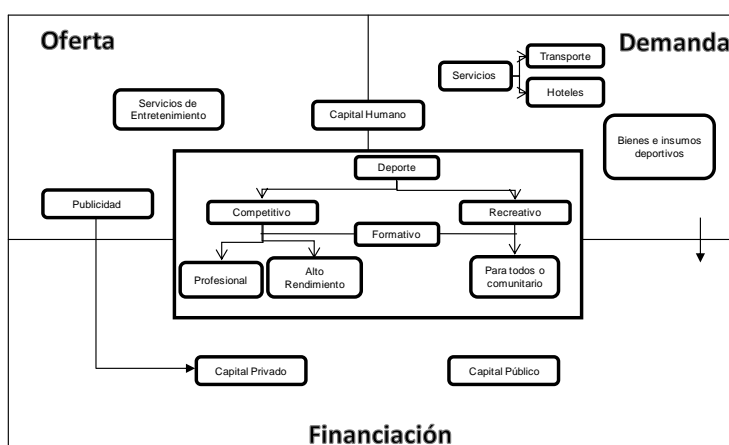 Oferta
Demanda
Transporte
Servicios
Hoteles
Servicios de
Entretenimiento
Capital Humano
Bienes e insumos
deportivos
Deporte
Publicidad
Competitivo
Recreativo
Formativo
Profesional
Alto
Rendimiento
Para todos o
comunitario
Capital Privado
Capital Público
Financiación